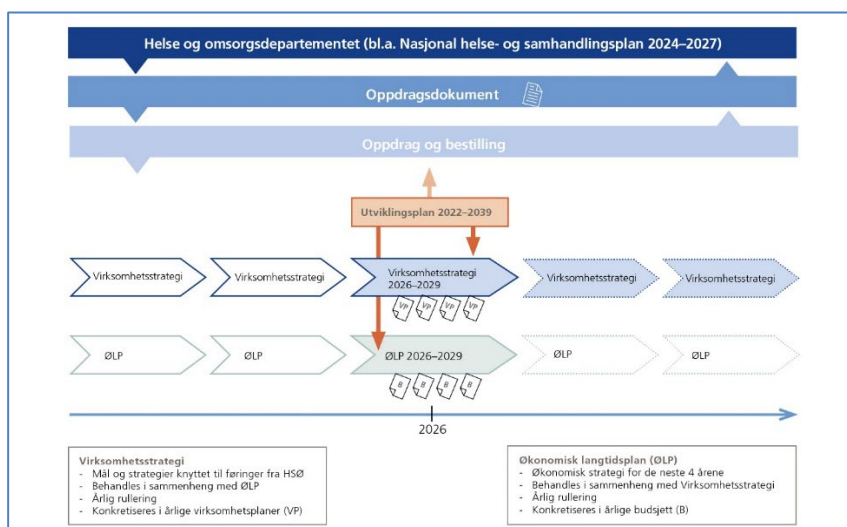 Helse og omsorgsdepartementet (bl.a. Nasjonal helse- og samhandlingsplan 2024–2027)
Oppdragsdokument
Oppdrag og bestilling
Utviklingsplan 2022–2039
Virksomhetsstrategi
Virksomhetsstrategi
Virksomhetsstrategi
2026–2029
Virksomhetsstrategi
Virksomhetsstrategi
VP
VP
VP
VP
ØLP
ØLP
ØLP 2026–2029
ØLP
ØLP
B
B
B
B
2026
Virksomhetsstrategi
- Mål og strategier knyttet til føringer fra HSØ
- Behandles i sammenheng med ØLP
- Årlig rullering
- Konkretiseres i årlige virksomhetsplaner (VP)
Økonomisk langtidsplan (ØLP)
- Økonomisk strategi for de neste 4 årene
- Behandles i sammenheng med Virksomhetsstrategi
- Årlig rullering
- Konkretiseres i årlige budsjett (B)